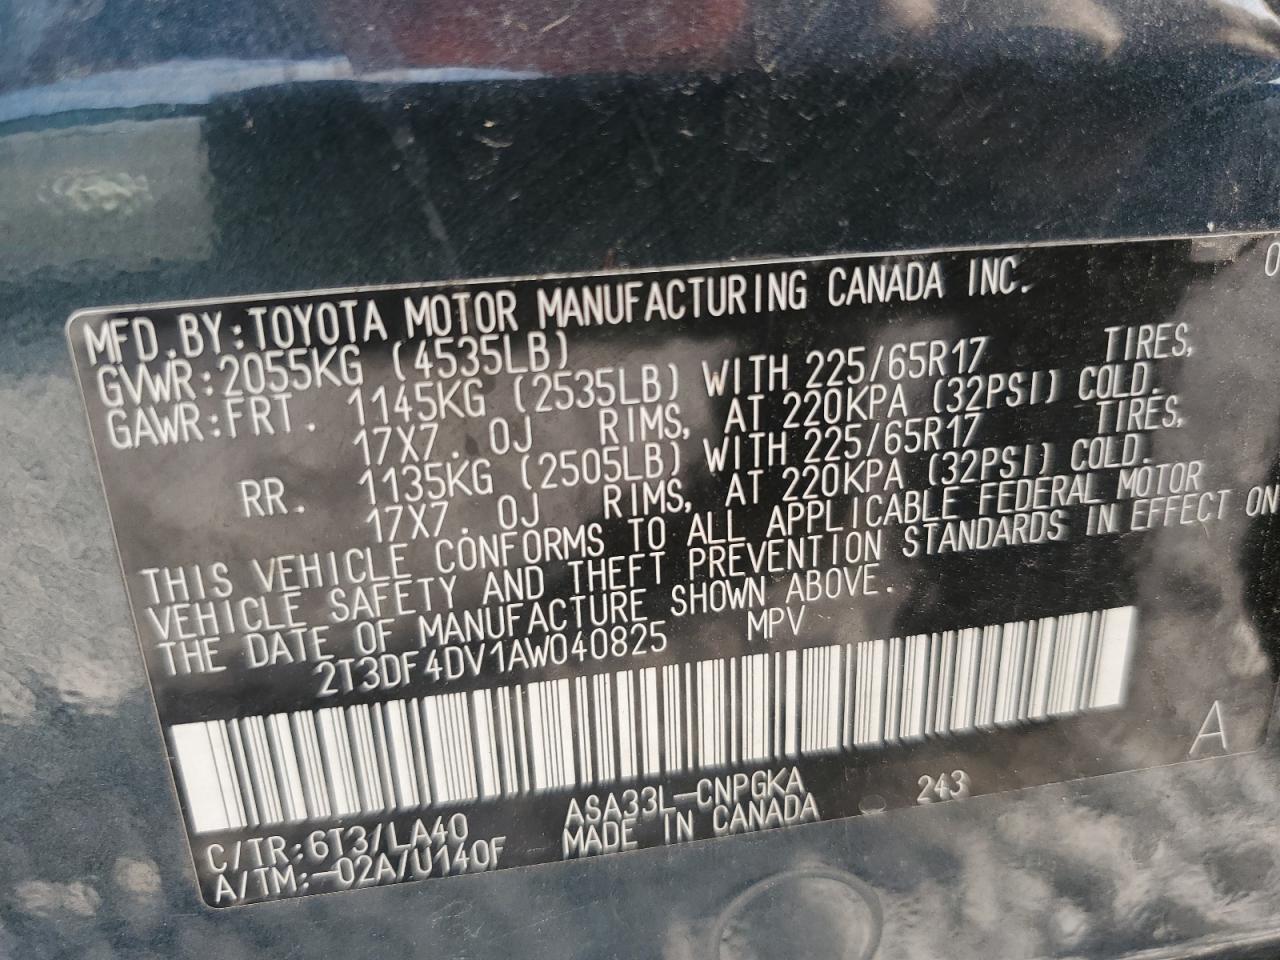 MFD.BY:TOYOTA MOTOR MANUFACTURING CANADA INC. 0
GVWR:2055KG (4535LB)
GAWR:FRT. 1145KG (2535LB) WITH 225/65R17 TIRES,
17X7.0J RIMS, AT 220KPA (32PSI) COLD.
RR. 1135KG (2505LB) WITH 225/65R17 TIRES,
17X7.0J RIMS, AT 220KPA (32PSI) COLD.
THIS VEHICLE CONFORMS TO ALL APPLICABLE FEDERAL MOTOR
VEHICLE SAFETY AND THEFT PREVENTION STANDARDS IN EFFECT ON
THE DATE OF MANUFACTURE SHOWN ABOVE.
2T3DF4DV1AW040825 MPV
A
ASA33L-CNPGKA 243
C/TR:6T3/LA40 MADE IN CANADA
A/TM:-02A/U140F